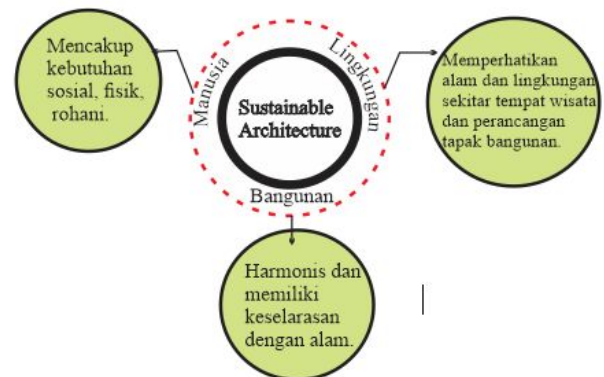 Mencakup
kebutuhan
sosial, fisik,
rohani.
Manusia
Lingkungan
Sustainable
Architecture
Bangunan
Memperhatikan
alam dan lingkungan
sekitar tempat wisata
dan perancangan
tapak bangunan.
Harmonis dan
memiliki
keselarasan
dengan alam.